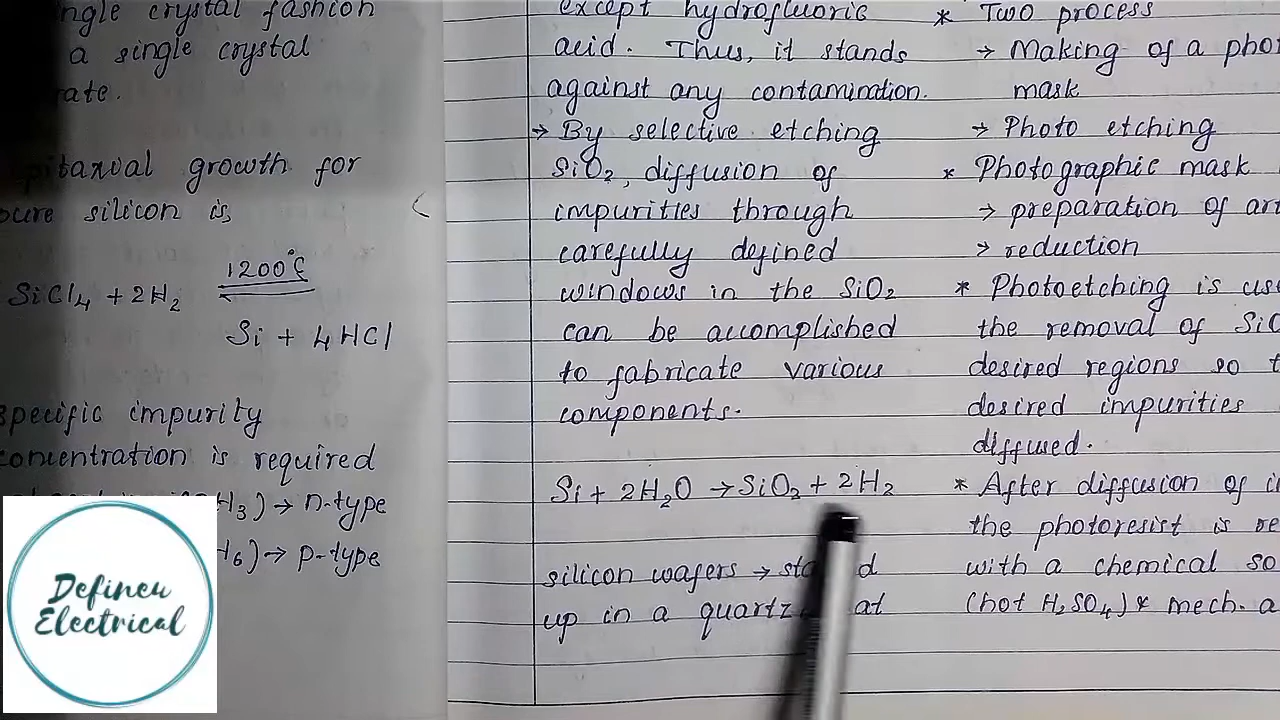 ngle crystal fashion
a single crystal
rate.
pitaxial growth for
pure silicon is,
SiCl4 + 2H2 1200°C
Si + 4HCl
specific impurity
concentration is required
H3) → n-type
H6) → p-type
Defineu
Electrical
except hydrofluoric
acid. Thus, it stands
against any contamination.
→ By selective etching
SiO2, diffusion of
impurities through
carefully defined
windows in the SiO2
can be accomplished
to fabricate various
components.
Si + 2H2O → SiO2 + 2H2
silicon wafers → sta d
up in a quartz at
* Two process
→ Making of a pho
mask
→ Photo etching
* Photographic mask
→ preparation of ar
→ reduction
* Photoetching is us
the removal of SiO
desired regions so t
desired impurities
diffused.
* After diffusion of i
the photoresist is re
with a chemical so
(hot H2SO4) & mech. a